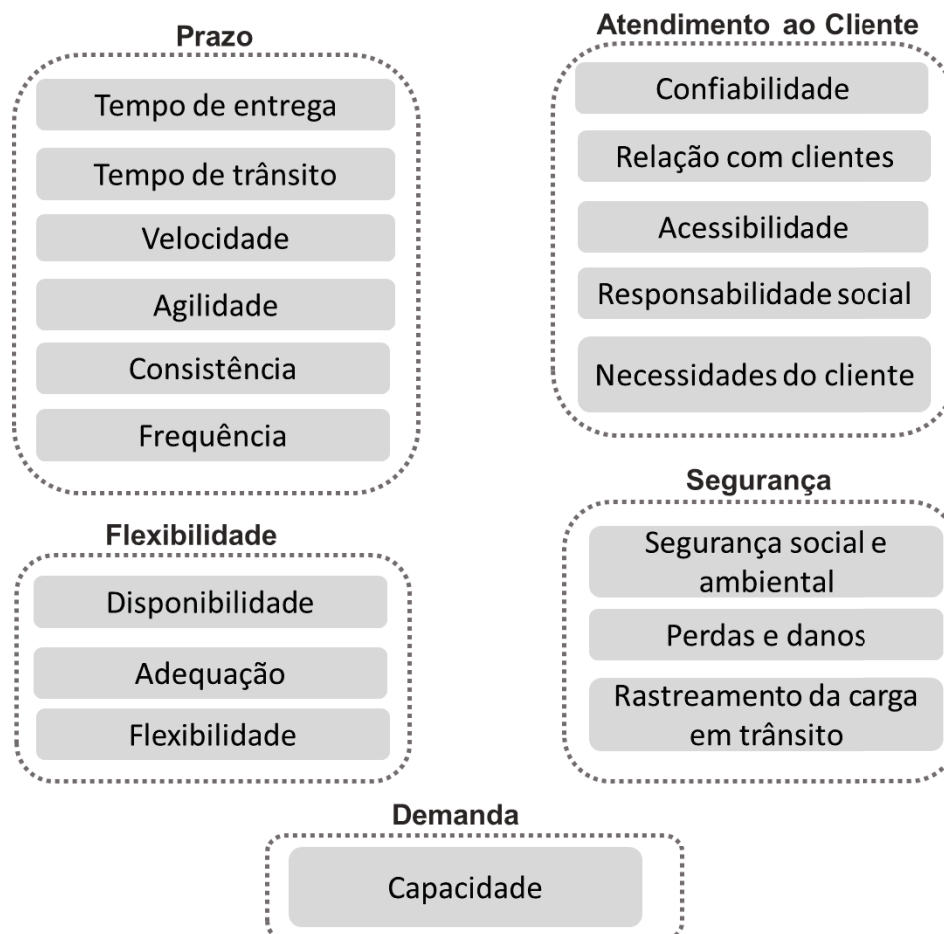 Prazo
Tempo de entrega
Tempo de trânsito
Velocidade
Agilidade
Consistência
Frequência
Atendimento ao Cliente
Confiabilidade
Relação com clientes
Acessibilidade
Responsabilidade social
Necessidades do cliente
Flexibilidade
Disponibilidade
Adequação
Flexibilidade
Segurança
Segurança social e
ambiental
Perdas e danos
Rastreamento da carga
em trânsito
Demanda
Capacidade